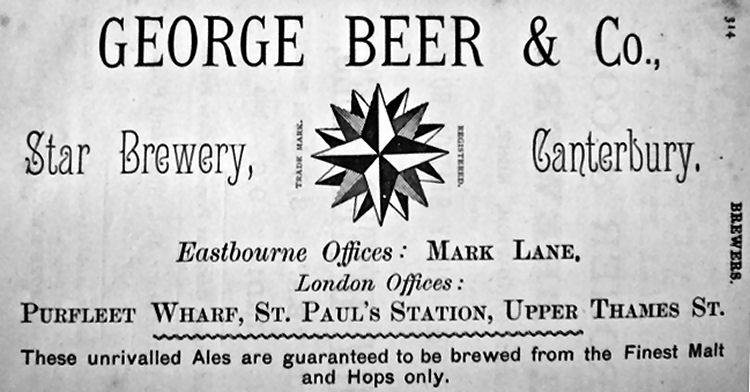 GEORGE BEER & Co.,
314
Star Brewery,
TRADE MARK.
REGISTERED.
Canterbury.
BREWERS.
Eastbourne Offices: MARK LANE.
London Offices:
PURFLEET WHARF, ST. PAUL'S STATION, UPPER THAMES ST.
These unrivalled Ales are guaranteed to be brewed from the Finest Malt
and Hops only.